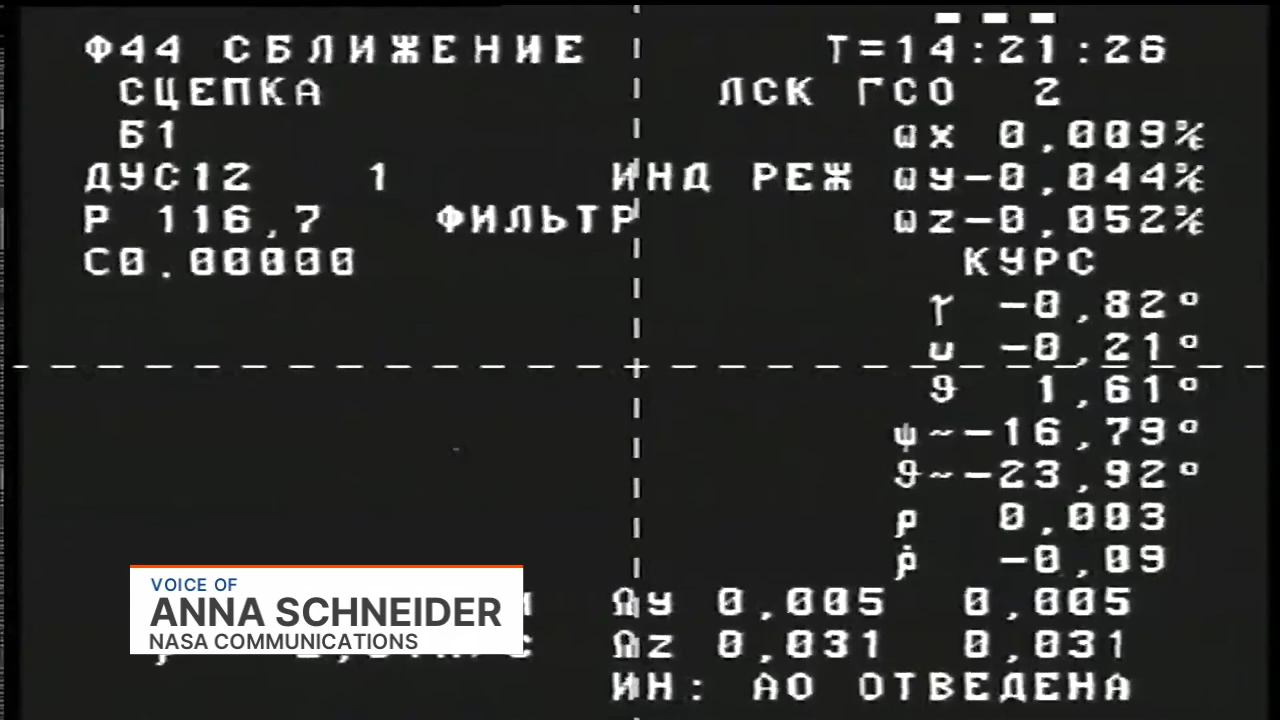 Ф44 СБЛИЖЕНИЕ T=14:21:26
СЦЕПКА ЛСК ГСО 2
Б1 ωx 0,009%
ДУС12 1 ИНД РЕЖ ωy-0,044%
P 116,7 ФИЛЬТР ωz-0,052%
C0.00000 КУРС
γ -0,82°
-0,21°
ϑ 1,61°
ψ~-16,79°
ϑ~-23,92°
ρ 0,003
ρ̇ -0,09
VOICE OF
ANNA SCHNEIDER
NASA COMMUNICATIONS
Ωy 0,005 0,005
Ωz 0,031 0,031
ИН: АО ОТВЕДЕНА